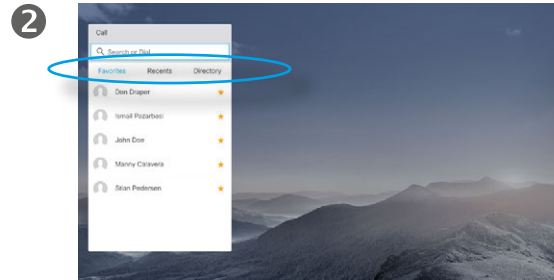 2
Call
Search or Dial
Favorites Recents Directory
Don Draper
Ismail Pazarbasi
John Doe
Manny Calavera
Stian Pedersen